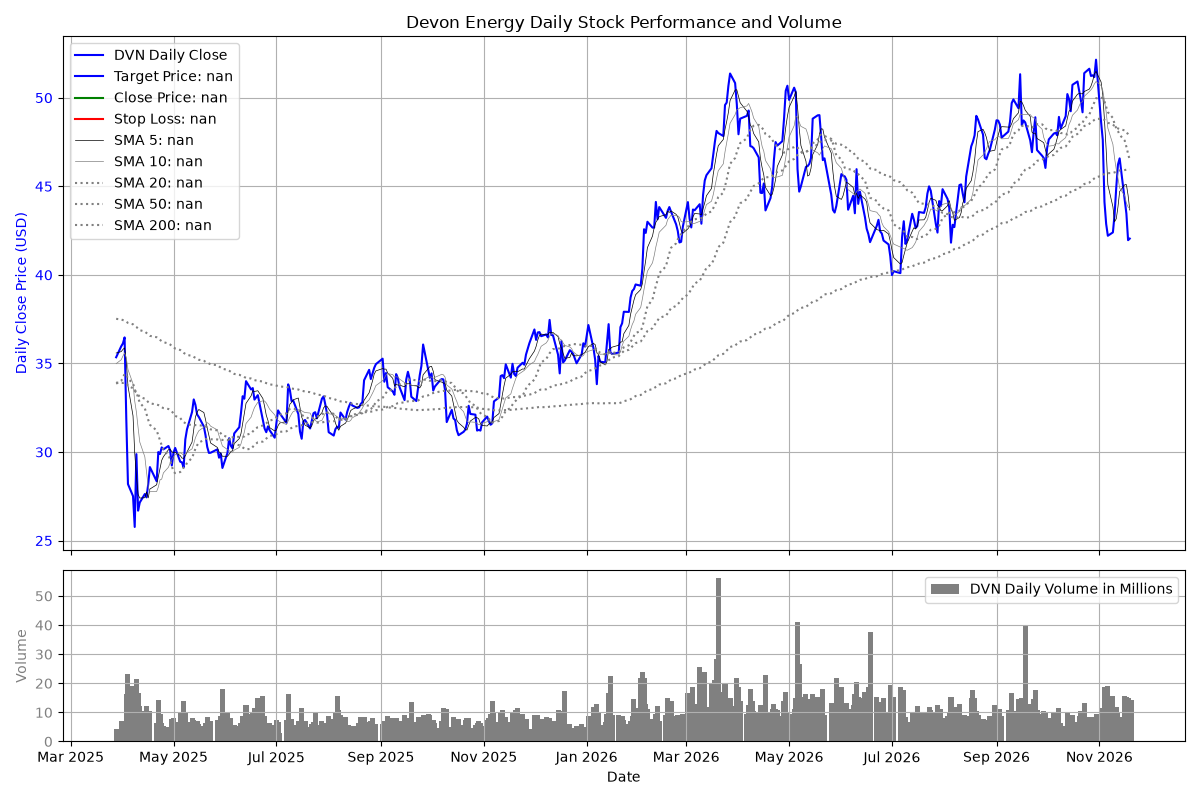 Devon Energy Daily Stock Performance and Volume
DVN Daily Close
Target Price: nan
Close Price: nan
Stop Loss: nan
SMA 5: nan
SMA 10: nan
SMA 20: nan
SMA 50: nan
SMA 200: nan
Daily Close Price (USD)
50
45
40
35
30
25
DVN Daily Volume in Millions
Volume
50
40
30
20
10
0
Mar 2025 May 2025 Jul 2025 Sep 2025 Nov 2025 Jan 2026 Mar 2026 May 2026 Jul 2026 Sep 2026 Nov 2026
Date